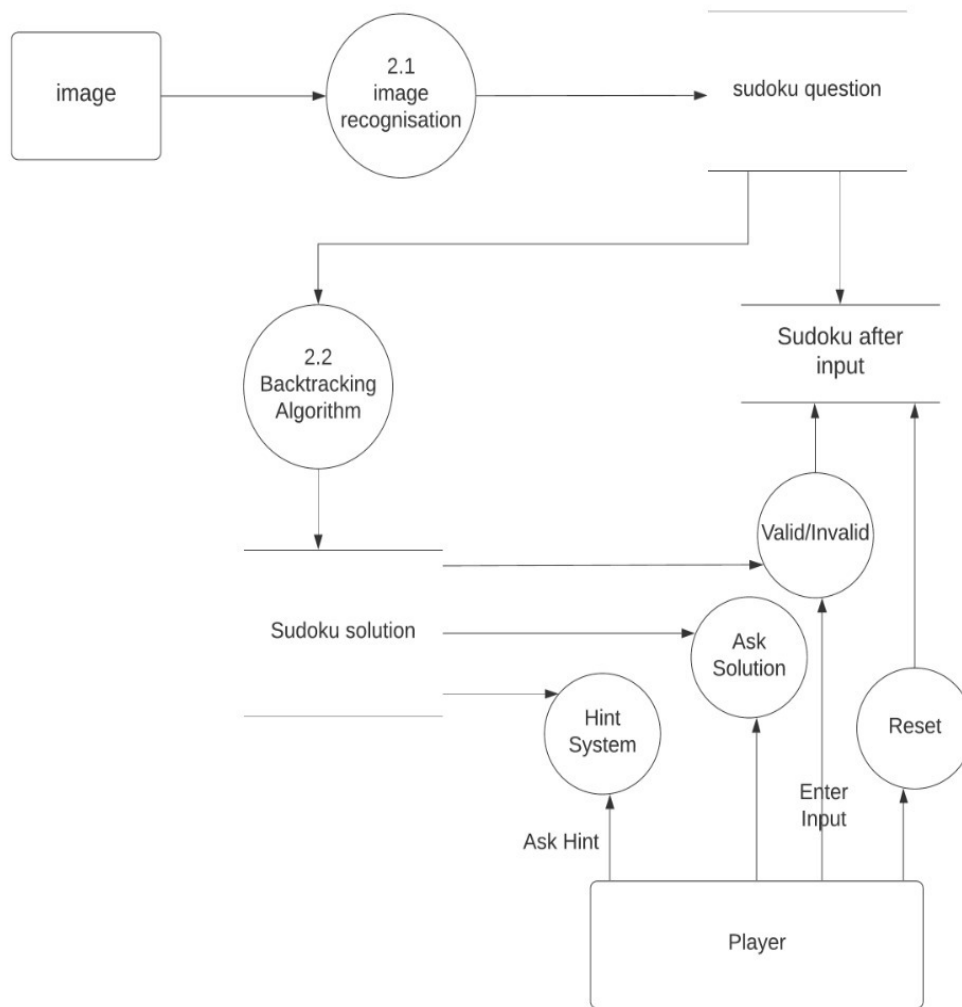 image
2.1
image
recognisation
sudoku question
Sudoku after
input
2.2
Backtracking
Algorithm
Valid/Invalid
Sudoku solution
Ask
Solution
Hint
System
Reset
Enter
Input
Ask Hint
Player